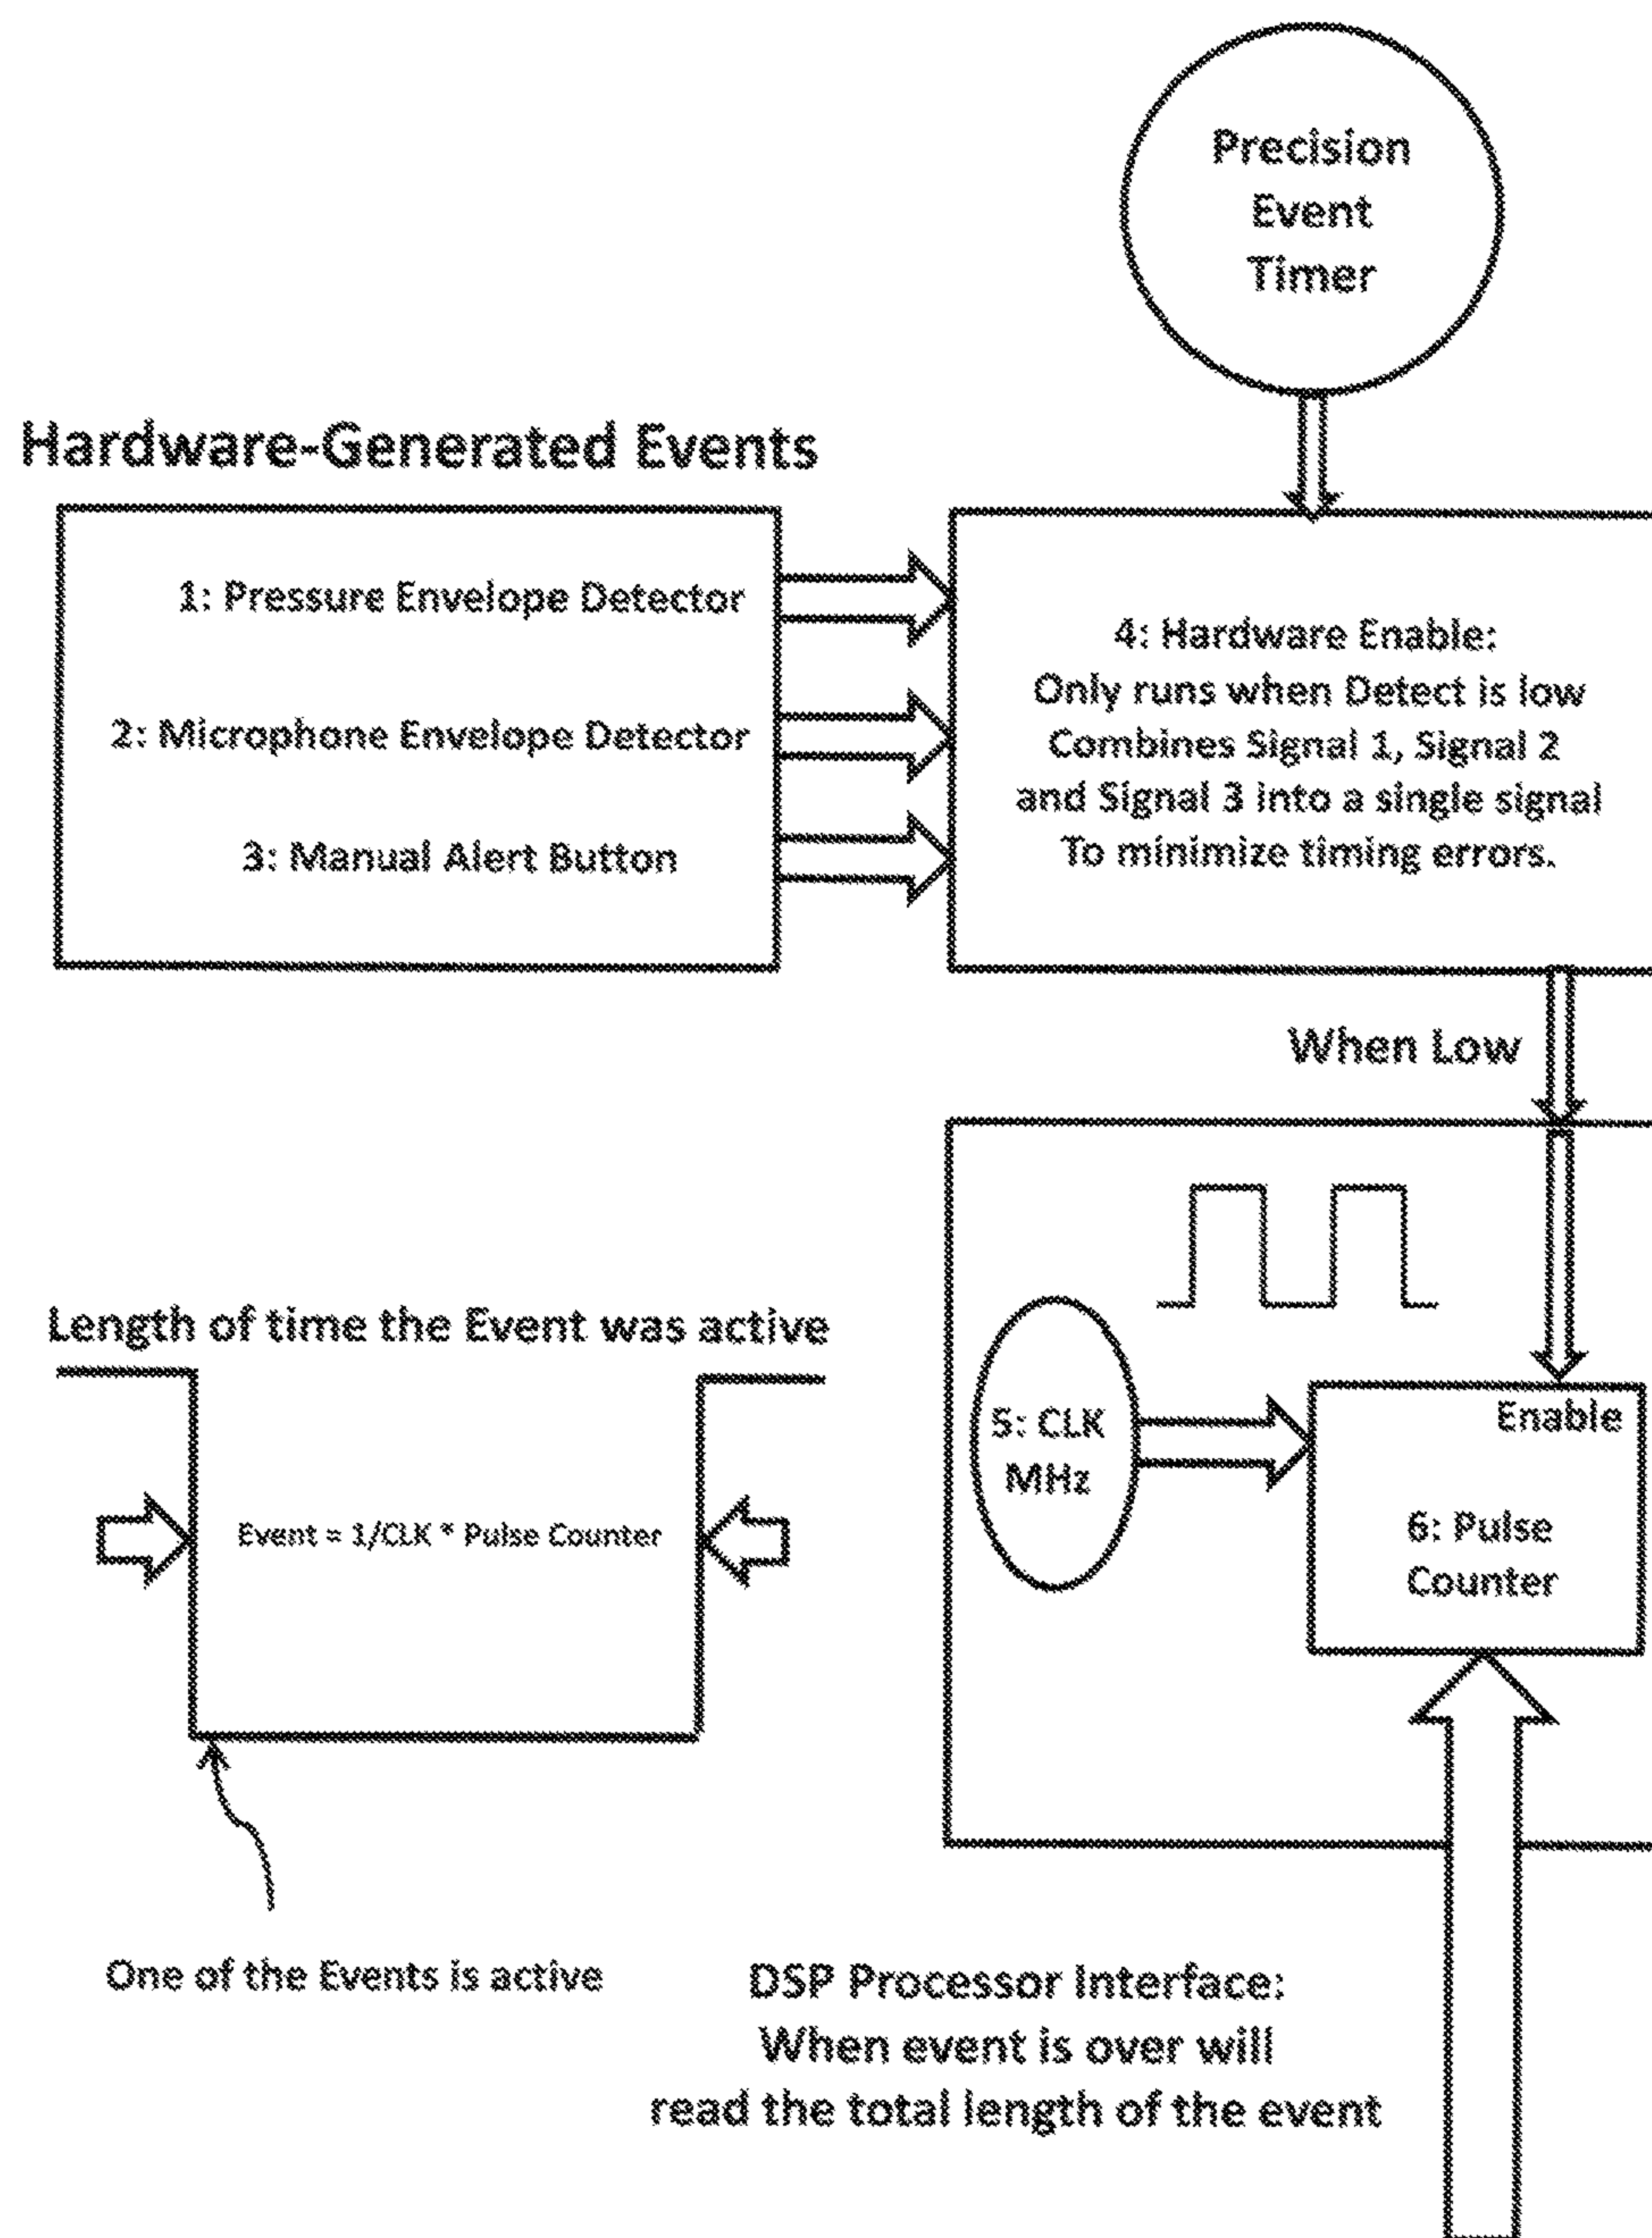 Precision
Event
Timer
Hardware-Generated Events
1: Pressure Envelope Detector
2: Microphone Envelope Detector
3: Manual Alert Button
4: Hardware Enable:
Only runs when Detect is low
Combines Signal 1, Signal 2
and Signal 3 into a single signal
To minimize timing errors.
When Low
Length of time the Event was active
Event = 1/CLK * Pulse Counter
One of the Events is active
5: CLK
MHz
Enable
6: Pulse
Counter
DSP Processor Interface:
When event is over will
read the total length of the event